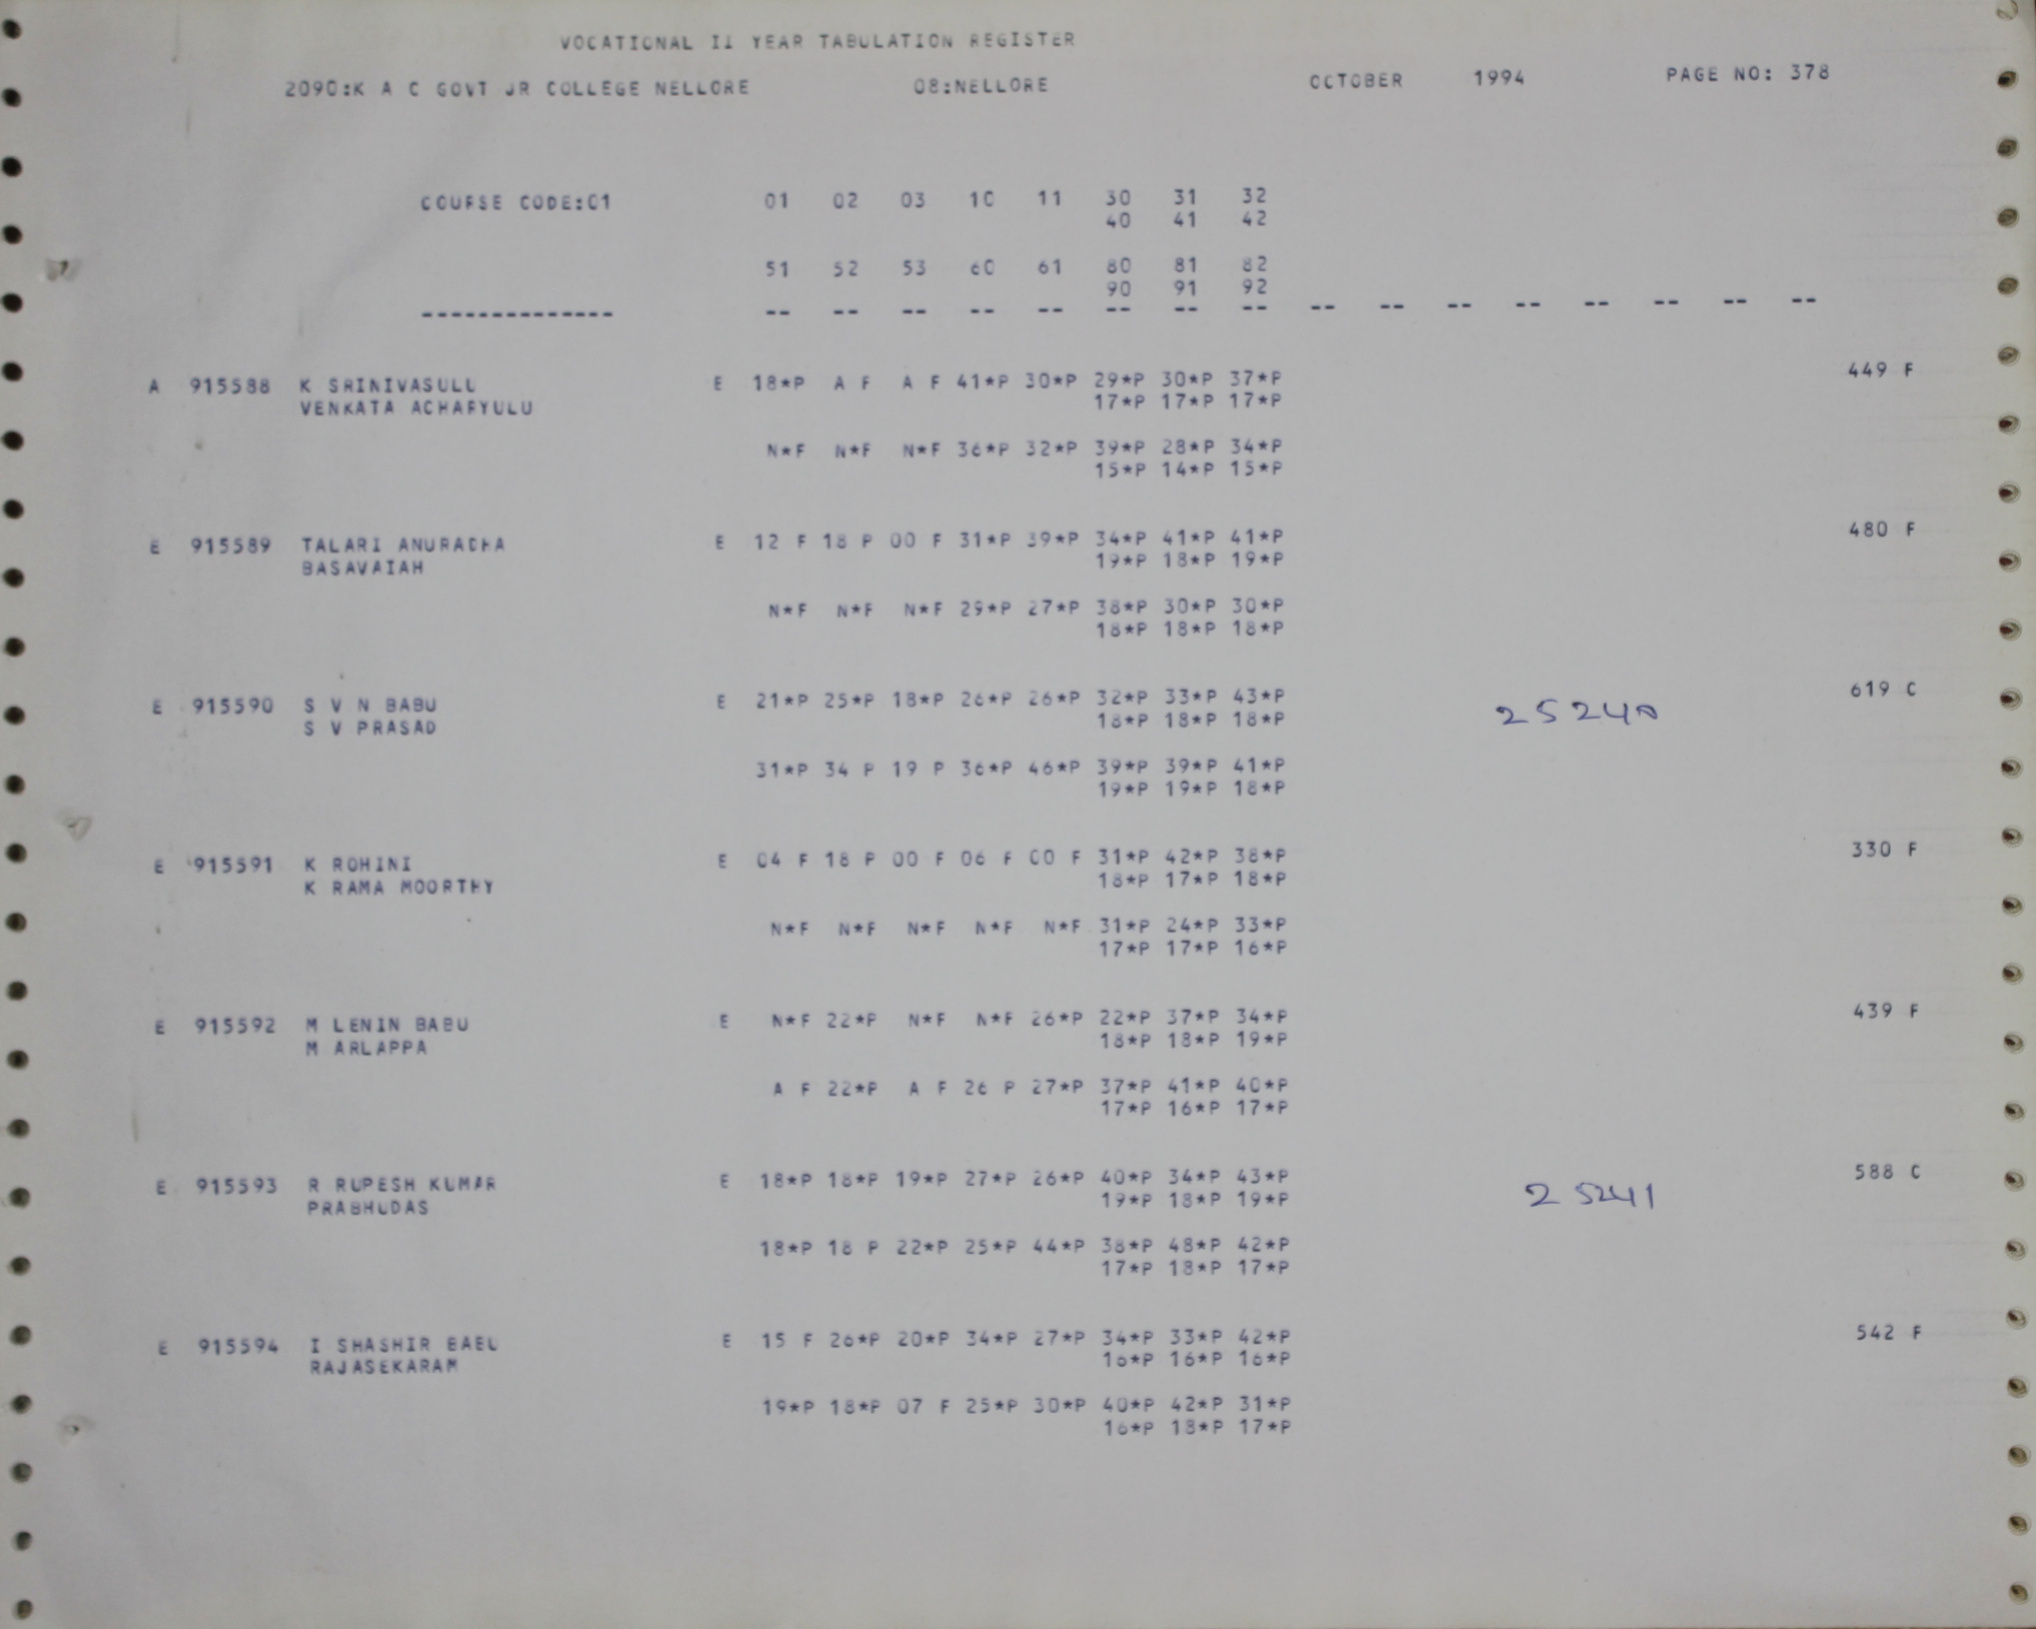 VOCATIONAL II YEAR TABULATION REGISTER
2090:K A C GOVT JR COLLEGE NELLORE 08:NELLORE OCTOBER 1994 PAGE NO: 378
COURSE CODE:01 01 02 03 10 11 30 31 32
40 41 42
51 52 53 60 61 80 81 82
90 91 92
-------------- -- -- -- -- -- -- -- -- -- -- -- -- -- -- -- --
A 915588 K SRINIVASULU E 18*P A F A F 41*P 30*P 29*P 30*P 37*P 449 F
VENKATA ACHARYULU 17*P 17*P 17*P
N*F N*F N*F 36*P 32*P 39*P 28*P 34*P
15*P 14*P 15*P
E 915589 TALARI ANURADHA E 12 F 18 P 00 F 31*P 39*P 34*P 41*P 41*P 480 F
BASAVAIAH 19*P 18*P 19*P
N*F N*F N*F 29*P 27*P 38*P 30*P 30*P
18*P 18*P 18*P
E 915590 S V N BABU E 21*P 25*P 18*P 26*P 26*P 32*P 33*P 43*P 25240 619 C
S V PRASAD 18*P 18*P 18*P
31*P 34 P 19 P 36*P 46*P 39*P 39*P 41*P
19*P 19*P 18*P
E 915591 K ROHINI E 04 F 18 P 00 F 06 F 00 F 31*P 42*P 38*P 330 F
K RAMA MOORTHY 18*P 17*P 18*P
N*F N*F N*F N*F N*F 31*P 24*P 33*P
17*P 17*P 16*P
E 915592 M LENIN BABU E N*F 22*P N*F N*F 26*P 22*P 37*P 34*P 439 F
M ARLAPPA 18*P 18*P 19*P
A F 22*P A F 26 P 27*P 37*P 41*P 40*P
17*P 16*P 17*P
E 915593 R RUPESH KUMAR E 18*P 18*P 19*P 27*P 26*P 40*P 34*P 43*P 25241 588 C
PRABHUDAS 19*P 18*P 19*P
18*P 18 P 22*P 25*P 44*P 38*P 48*P 42*P
17*P 18*P 17*P
E 915594 I SHASHIR BABU E 15 F 26*P 20*P 34*P 27*P 34*P 33*P 42*P 542 F
RAJASEKARAM 16*P 16*P 16*P
19*P 18*P 07 F 25*P 30*P 40*P 42*P 31*P
16*P 18*P 17*P